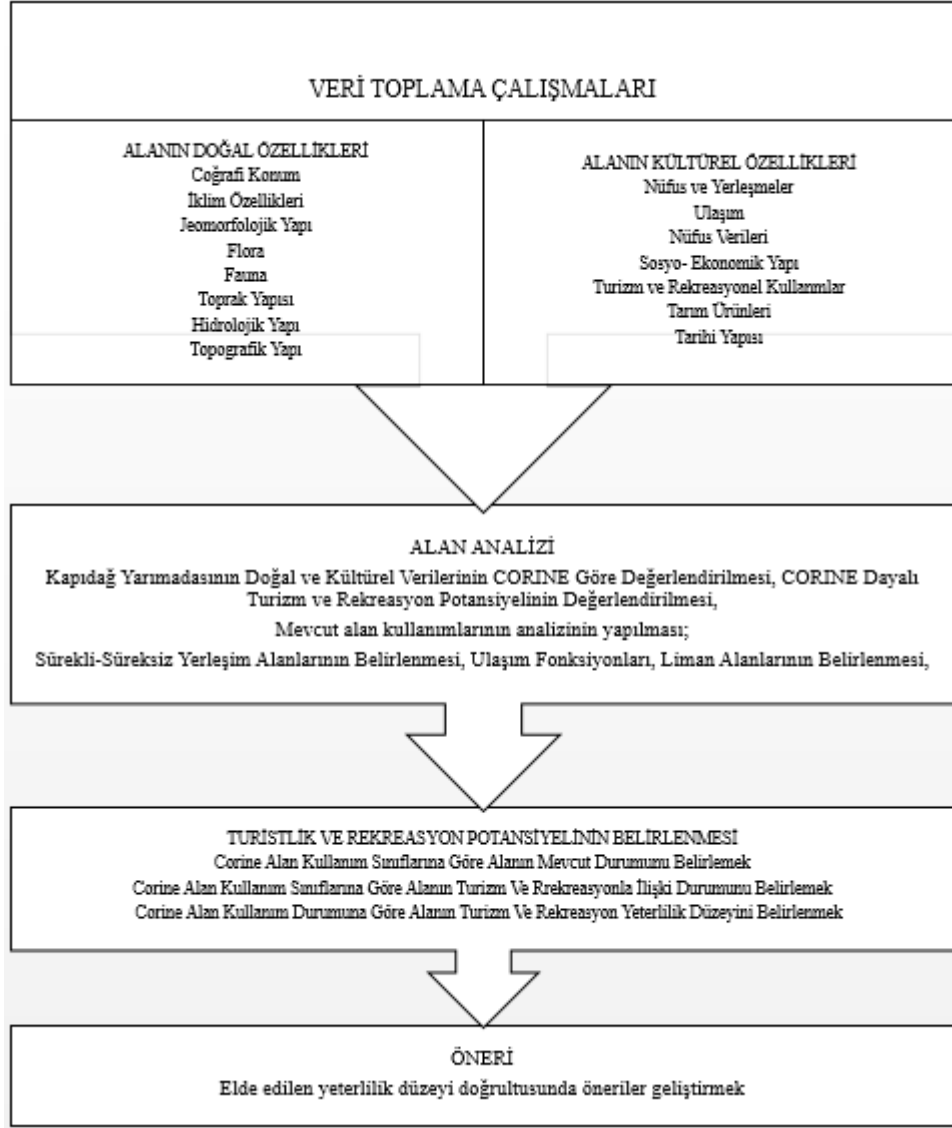 VERİ TOPLAMA ÇALIŞMALARI
ALANIN DOĞAL ÖZELLİKLERİ
Coğrafi Konum
İklim Özellikleri
Jeomorfolojik Yapı
Flora
Fauna
Toprak Yapısı
Hidrolojik Yapı
Topografik Yapı
ALANIN KÜLTÜREL ÖZELLİKLERİ
Nüfus ve Yerleşmeler
Ulaşım
Nüfus Verileri
Sosyo- Ekonomik Yapı
Turizm ve Rekreasyonel Kullanımlar
Tarım Ürünleri
Tarihi Yapısı
ALAN ANALİZİ
Kapıdağ Yarımadasının Doğal ve Kültürel Verilerinin CORINE Göre Değerlendirilmesi, CORINE Dayalı
Turizm ve Rekreasyon Potansiyelinin Değerlendirilmesi,
Mevcut alan kullanımlarının analizinin yapılması;
Sürekli-Süreksiz Yerleşim Alanlarının Belirlenmesi, Ulaşım Fonksiyonları, Liman Alanlarının Belirlenmesi,
TURİSTLİK VE REKREASYON POTANSİYELİNİN BELİRLENMESİ
Corine Alan Kullanım Sınıflarına Göre Alanın Mevcut Durumunu Belirlemek
Corine Alan Kullanım Sınıflarına Göre Alanın Turizm Ve Rrekreasyonla İlişki Durumunu Belirlemek
Corine Alan Kullanım Durumuna Göre Alanın Turizm Ve Rekreasyon Yeterlilik Düzeyini Belirlenmek
ÖNERİ
Elde edilen yeterlilik düzeyi doğrultusunda öneriler geliştirmek